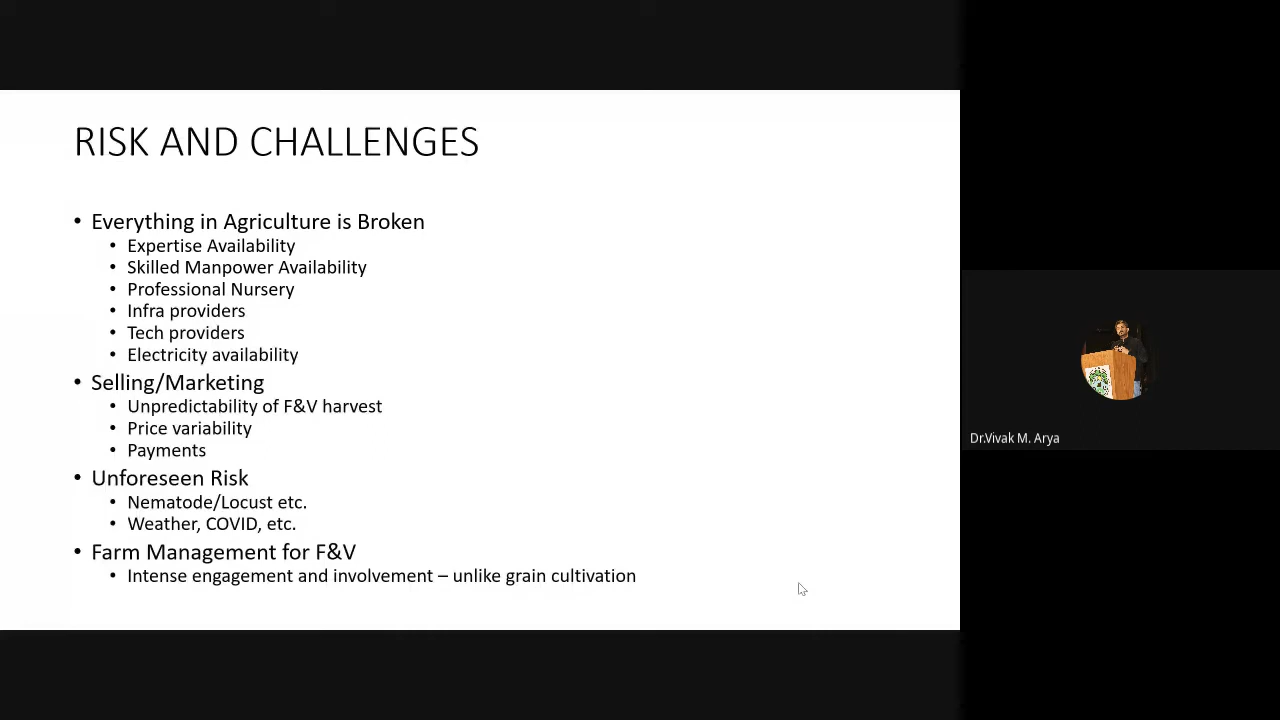 RISK AND CHALLENGES
• Everything in Agriculture is Broken
• Expertise Availability
• Skilled Manpower Availability
• Professional Nursery
• Infra providers
• Tech providers
• Electricity availability
• Selling/Marketing
• Unpredictability of F&V harvest
• Price variability
• Payments
• Unforeseen Risk
• Nematode/Locust etc.
• Weather, COVID, etc.
• Farm Management for F&V
• Intense engagement and involvement – unlike grain cultivation
Dr.Vivak M. Arya